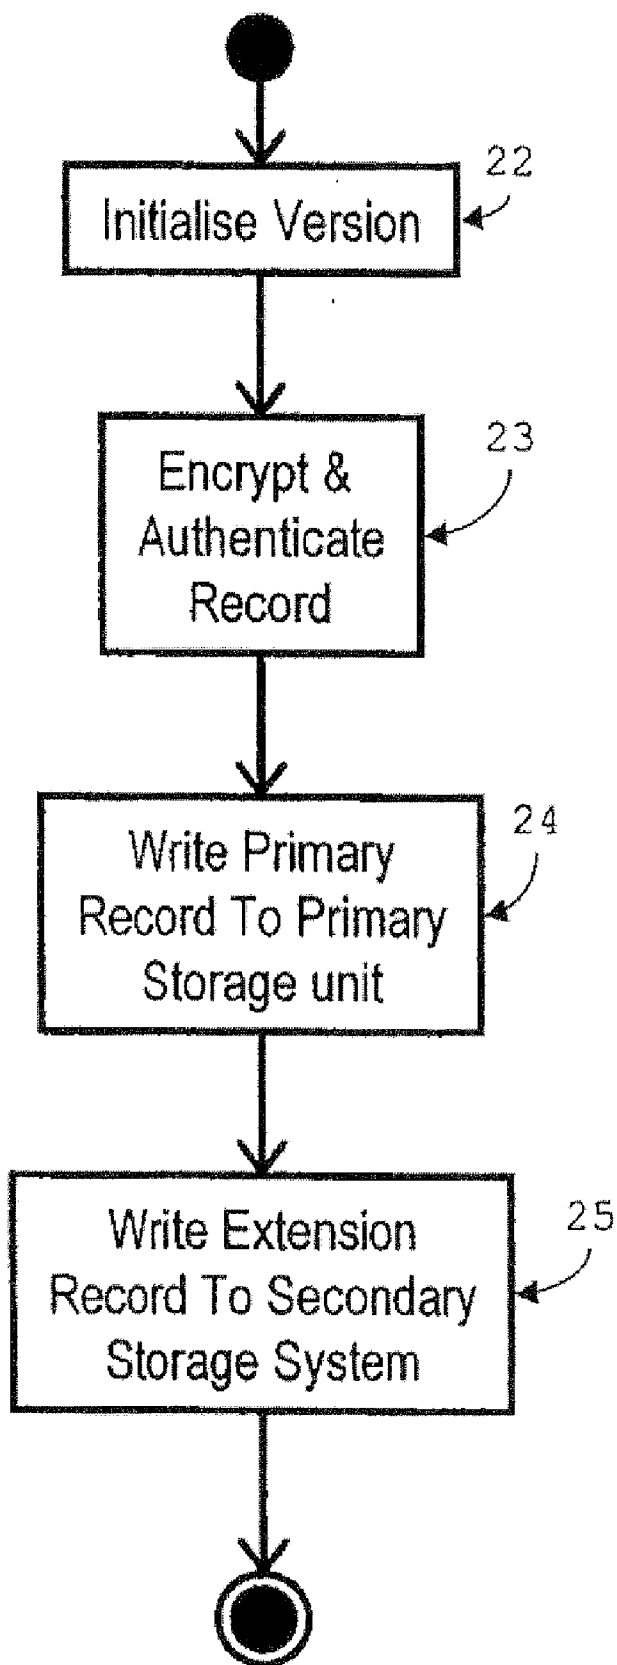 22
Initialise Version
23
Encrypt &
Authenticate
Record
24
Write Primary
Record To Primary
Storage unit
25
Write Extension
Record To Secondary
Storage System